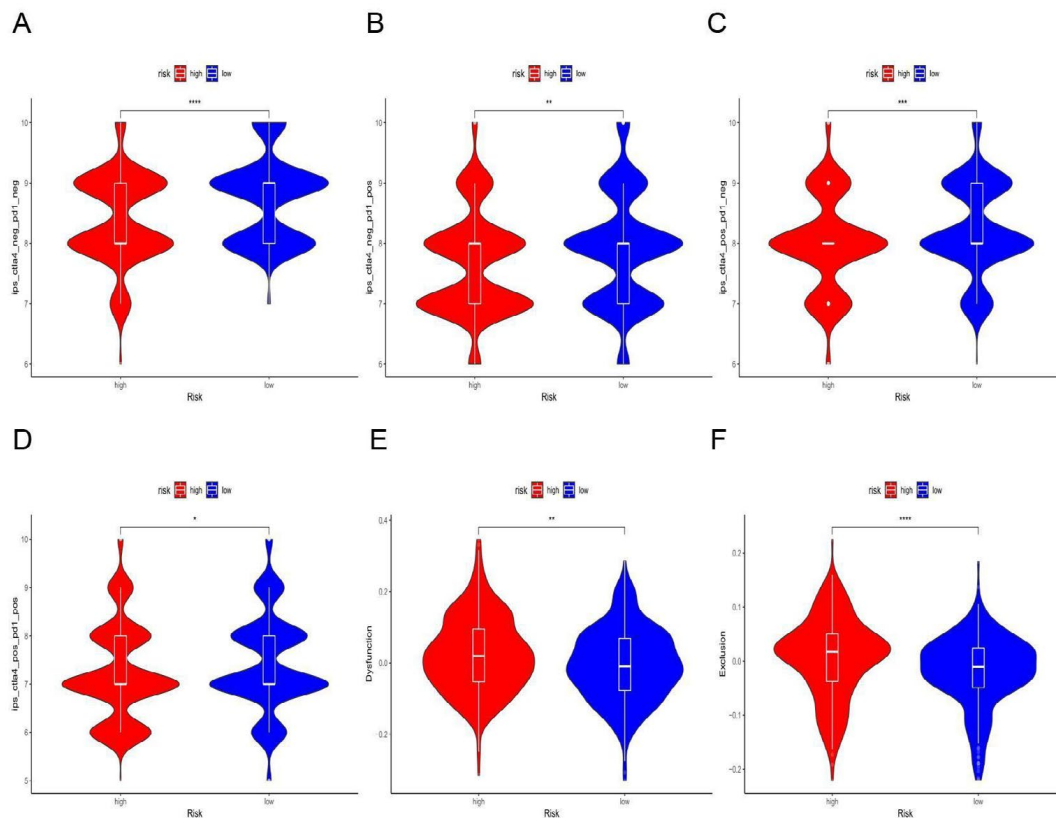 A
B
C
risk high low
risk high low
risk high low
****
**
***
ips_ctla4_neg_pd1_neg
10
9
8
7
6
high low
Risk
ips_ctla4_neg_pd1_pos
10
9
8
7
6
high low
Risk
ips_ctla4_pos_pd1_neg
10
9
8
7
6
high low
Risk
D
E
F
risk high low
risk high low
risk high low
*
**
****
ips_ctla4_pos_pd1_pos
10
9
8
7
6
5
high low
Risk
Dysfunction
0.4
0.2
0.0
0.2
high low
Risk
Exclusion
0.2
0.1
0.0
−0.1
−0.2
high low
Risk